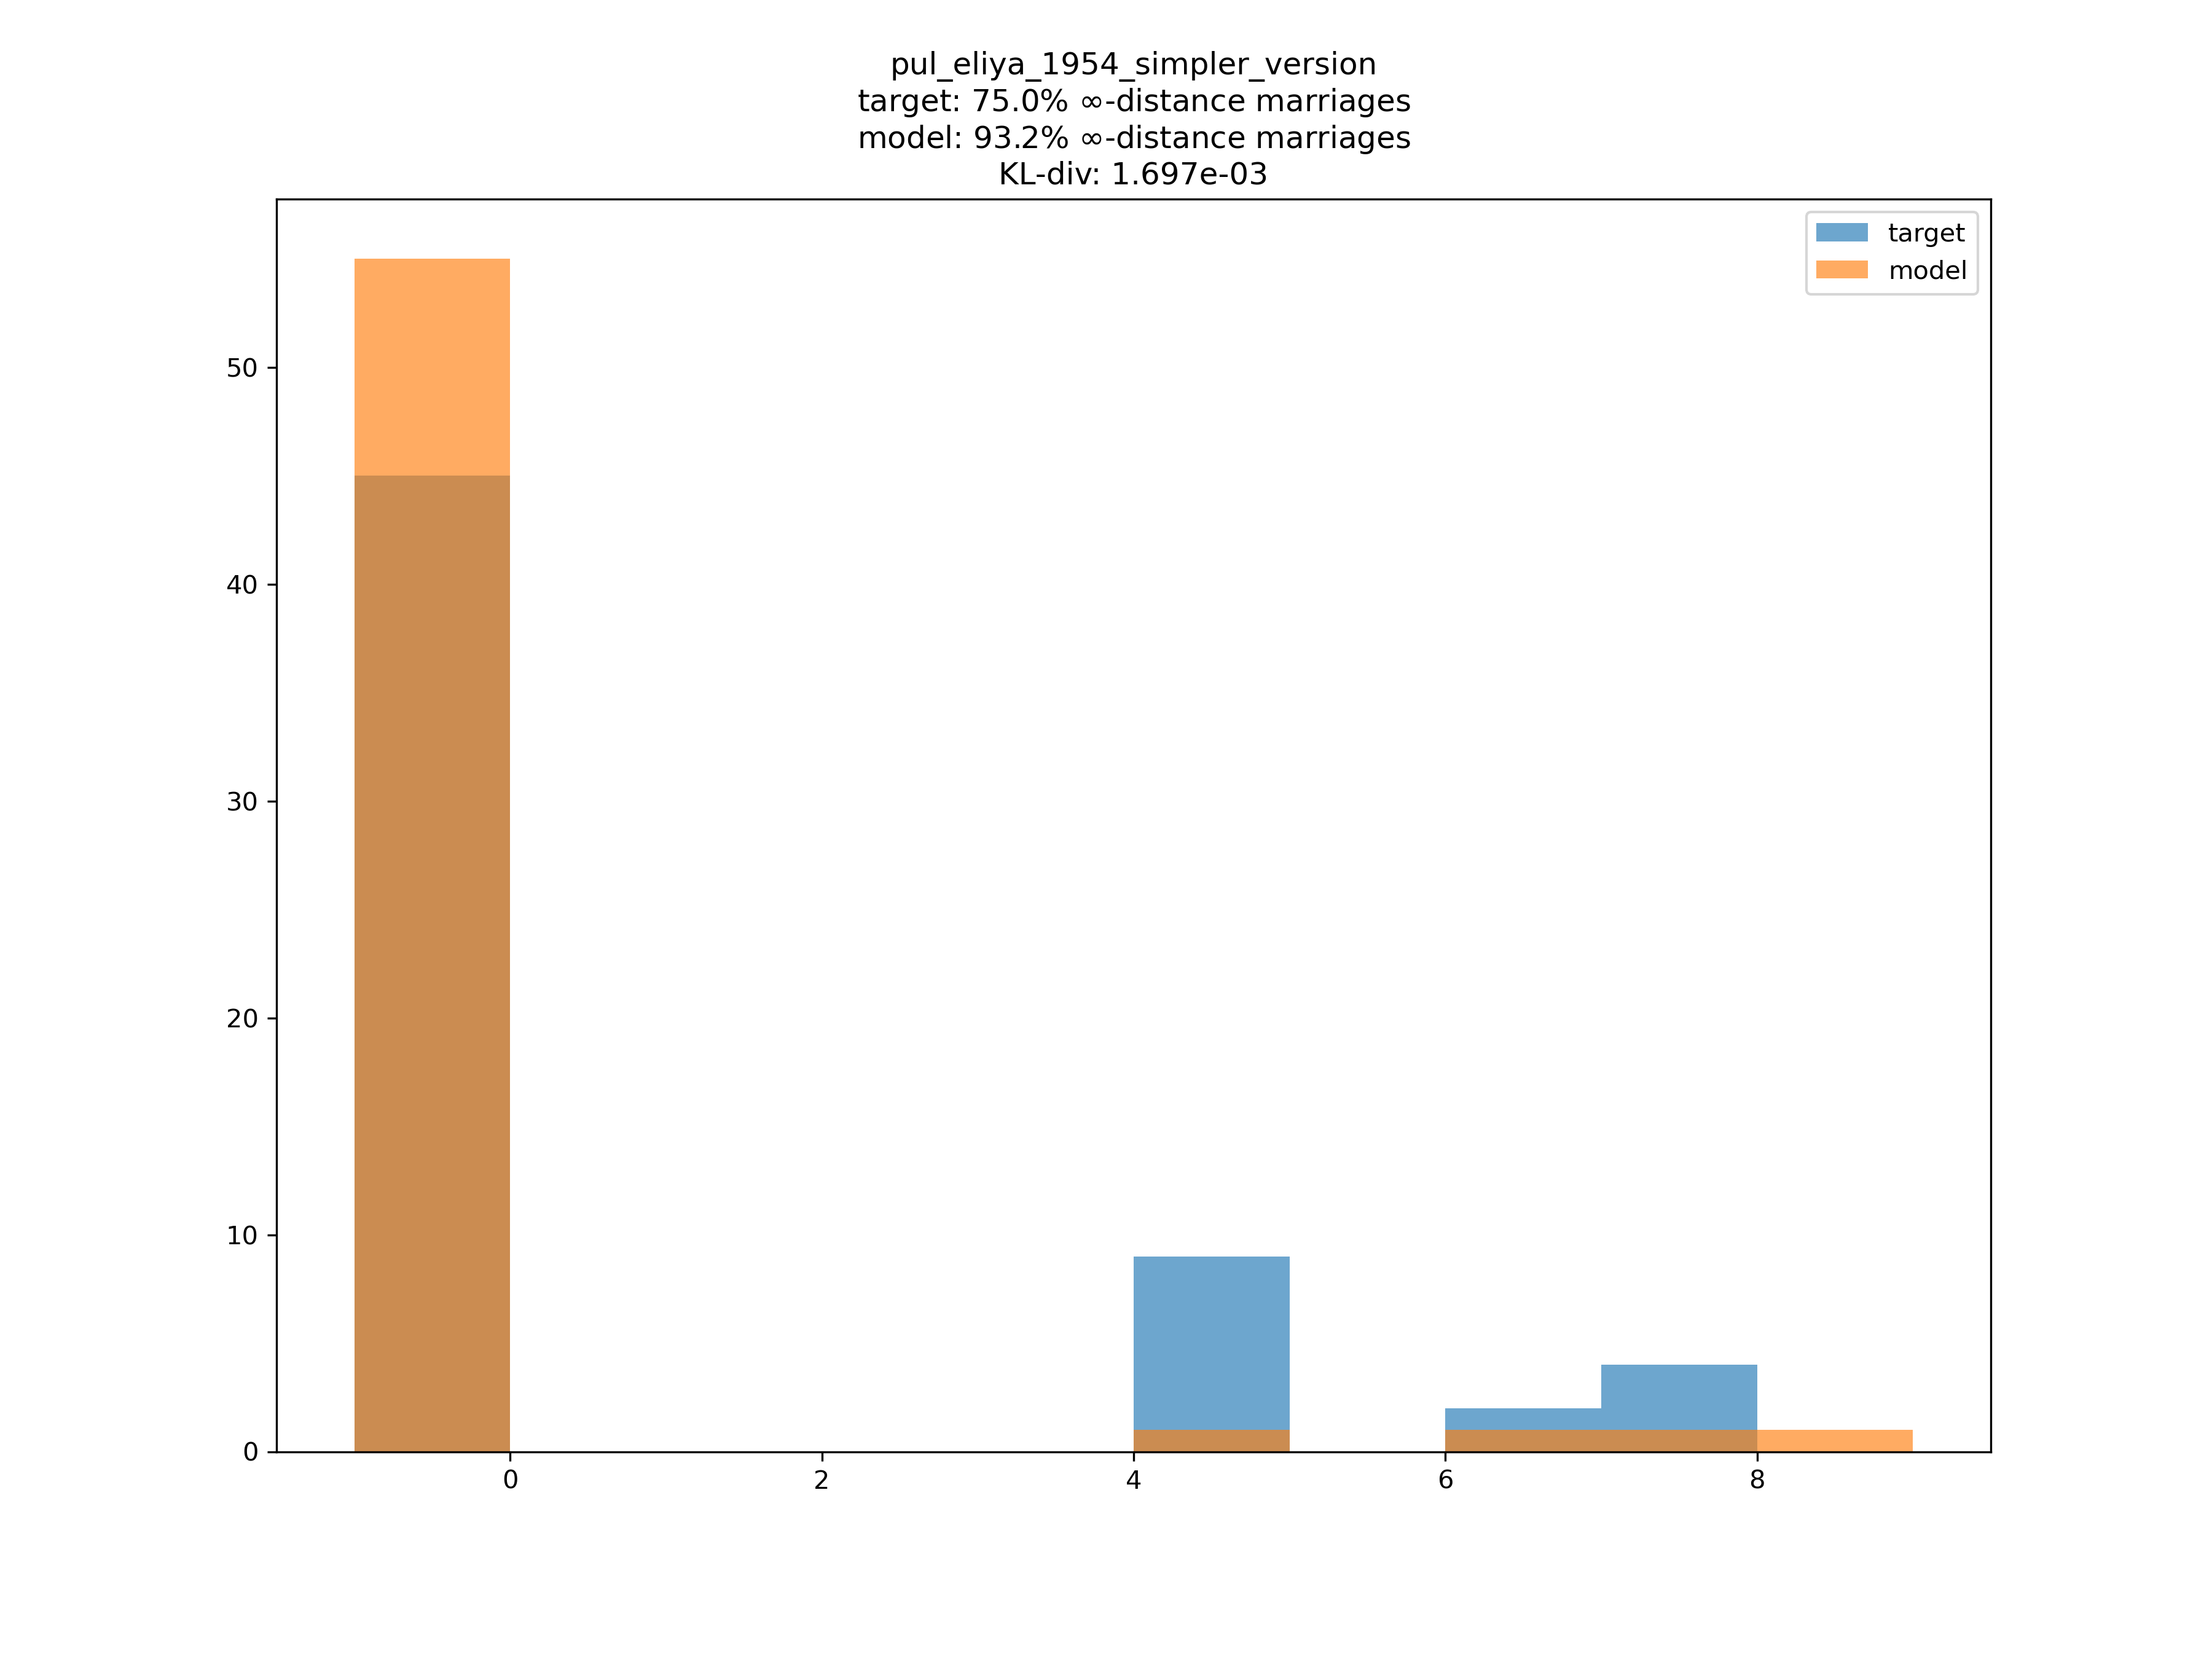 pul_eliya_1954_simpler_version
target: 75.0% ∞-distance marriages
model: 93.2% ∞-distance marriages
KL-div: 1.697e-03
target
model
50
40
30
20
10
0
0 2 4 6 8